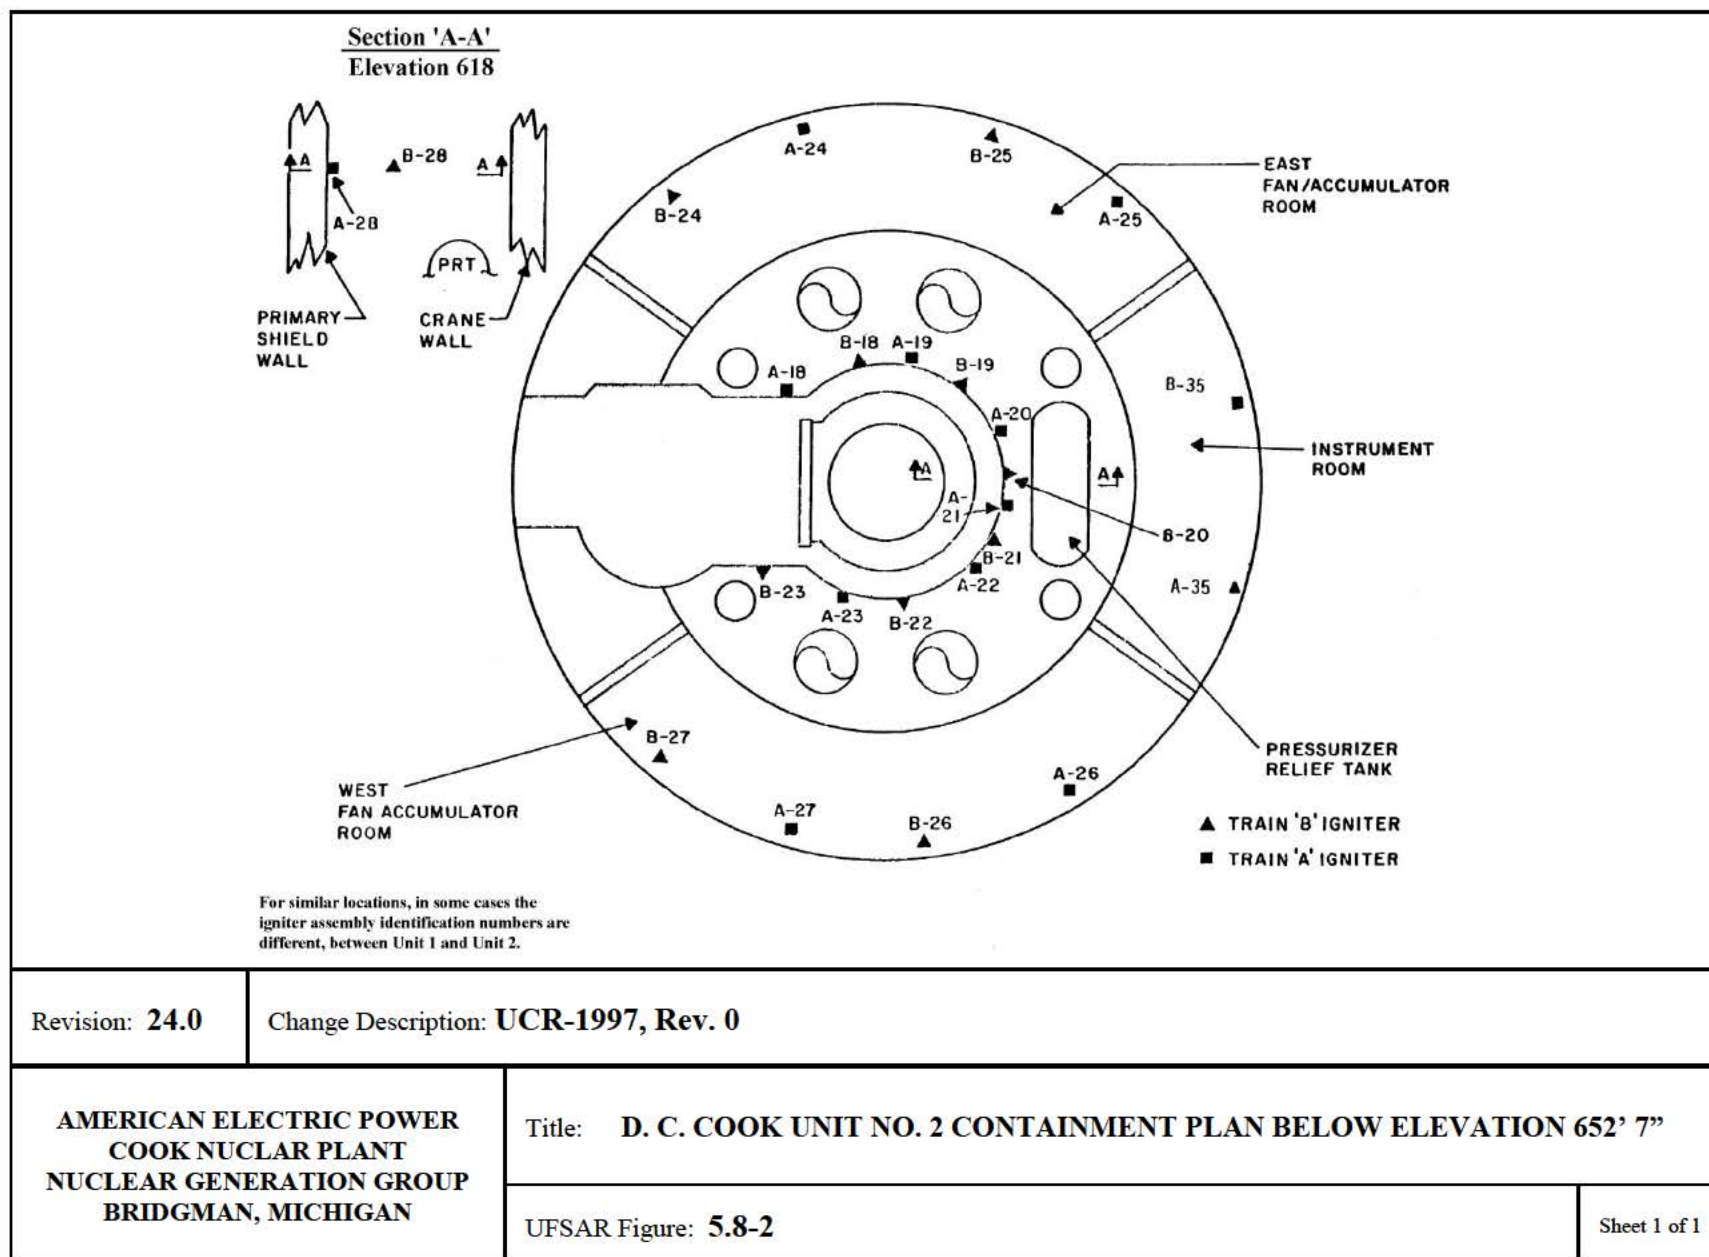 Section 'A-A'
Elevation 618
A
B-28
A
A-28
PRT
PRIMARY
SHIELD
WALL
CRANE
WALL
A-24
B-25
B-24
A-25
EAST
FAN/ACCUMULATOR
ROOM
B-18
A-19
A-18
B-19
A-20
B-35
INSTRUMENT
ROOM
A
A
A-
21
B-20
B-21
A-22
A-35
B-23
A-23
B-22
B-27
A-26
PRESSURIZER
RELIEF TANK
WEST
FAN ACCUMULATOR
ROOM
A-27
B-26
▲ TRAIN 'B' IGNITER
■ TRAIN 'A' IGNITER
For similar locations, in some cases the
igniter assembly identification numbers are
different, between Unit 1 and Unit 2.
Revision: 24.0
Change Description: UCR-1997, Rev. 0
AMERICAN ELECTRIC POWER
COOK NUCLAR PLANT
NUCLEAR GENERATION GROUP
BRIDGMAN, MICHIGAN
Title: D. C. COOK UNIT NO. 2 CONTAINMENT PLAN BELOW ELEVATION 652' 7”
UFSAR Figure: 5.8-2
Sheet 1 of 1